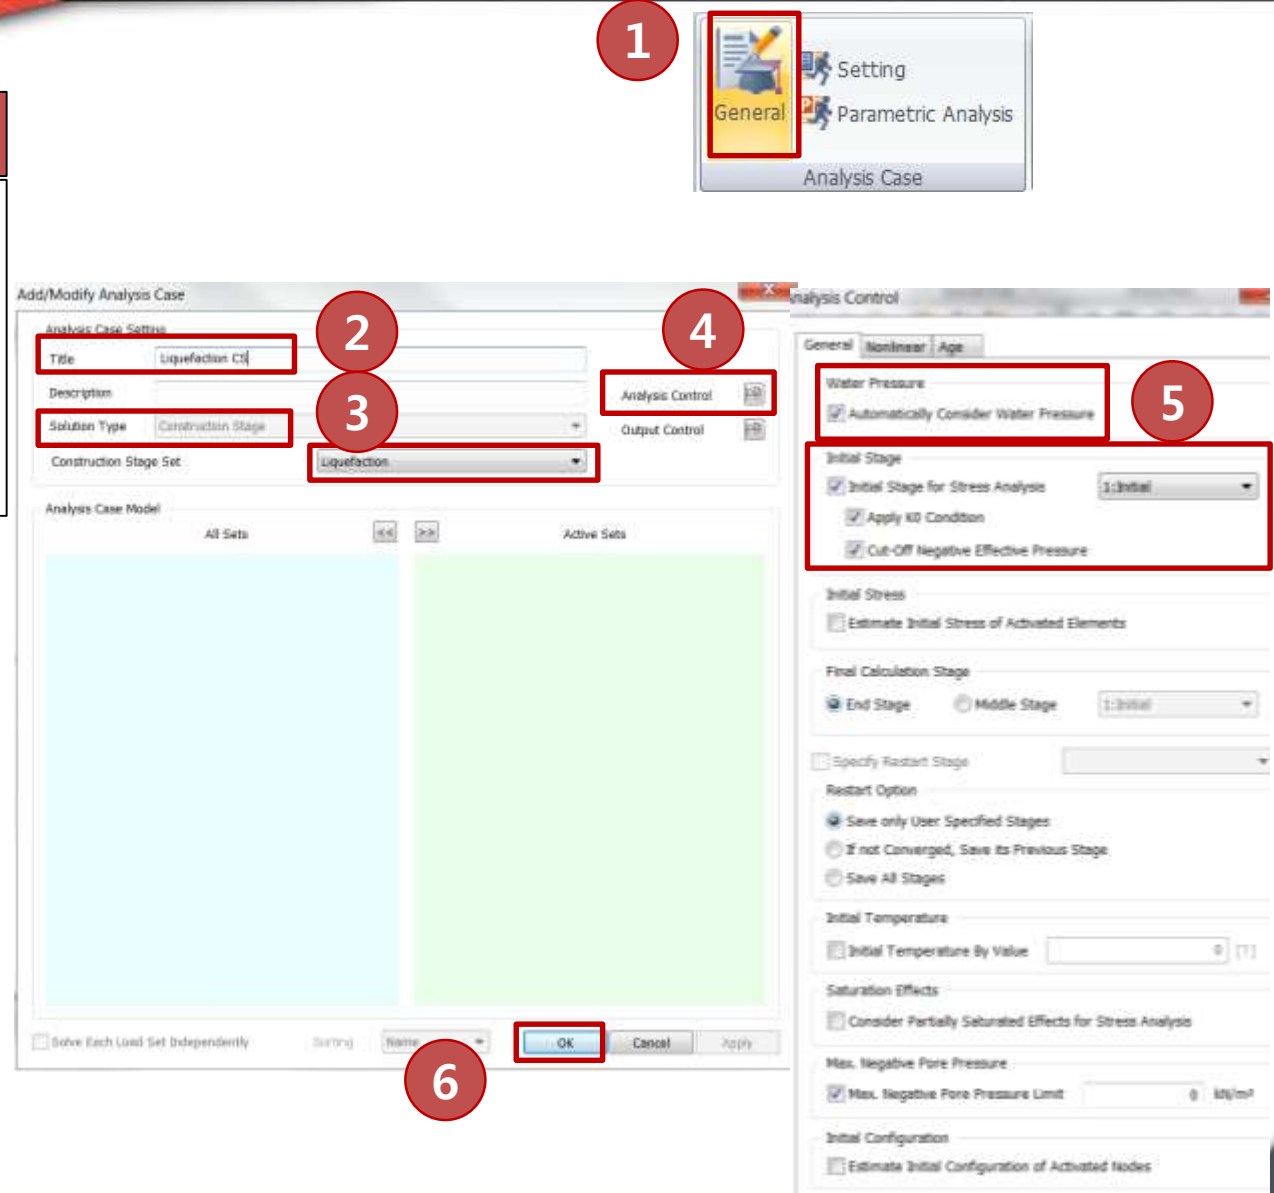 1
General
Setting
Parametric Analysis
Analysis Case
Add/Modify Analysis Case
Analysis Case Setting
2
Title
Liquefaction CS
Description
3
Solution Type
Construction Stage
Construction Stage Set
Liquefaction
4
Analysis Control
Output Control
Analysis Case Model
All Sets
<<
>>
Active Sets
Solve Each Load Set Independently
Sorting
Name
OK
Cancel
Apply
6
nalysis Control
General
Nonlinear
Age
Water Pressure
Automatically Consider Water Pressure
5
Initial Stage
Initial Stage for Stress Analysis
1:Initial
Apply K0 Condition
Cut-Off Negative Effective Pressure
Initial Stress
Estimate Initial Stress of Activated Elements
Final Calculation Stage
End Stage
Middle Stage
1:Initial
Specify Restart Stage
Restart Option
Save only User Specified Stages
If not Converged, Save its Previous Stage
Save All Stages
Initial Temperature
Initial Temperature By Value
0 [T]
Saturation Effects
Consider Partially Saturated Effects for Stress Analysis
Max. Negative Pore Pressure
Max. Negative Pore Pressure Limit
0 kN/m²
Initial Configuration
Estimate Initial Configuration of Activated Nodes